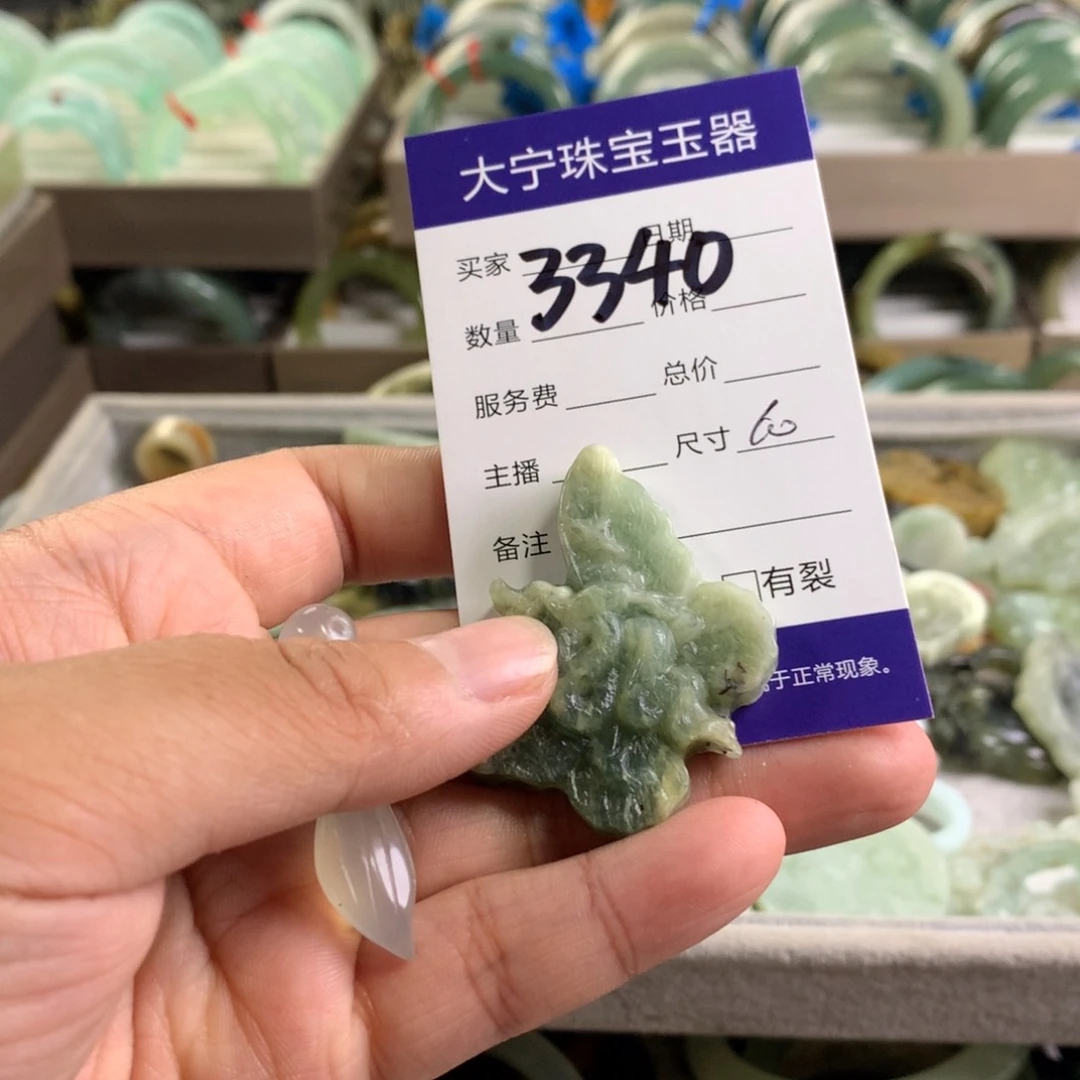 大宁珠宝玉器
买家 日期
3340
数量 价格
服务费 总价
主播 尺寸 60
备注
□有裂
于正常现象。